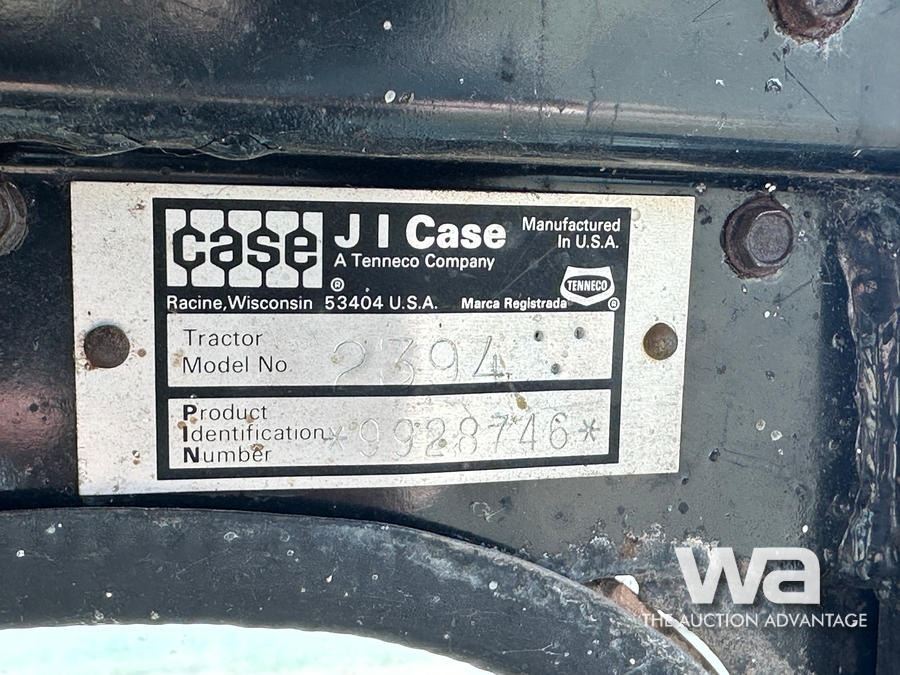 case
J I Case
Manufactured
In U.S.A.
A Tenneco Company
TENNECO
®
®
Racine, Wisconsin 53404 U.S.A.
Marca Registrada
Tractor
Model No. 2394
Product
Identification *9928746*
Number
wa
THE AUCTION ADVANTAGE